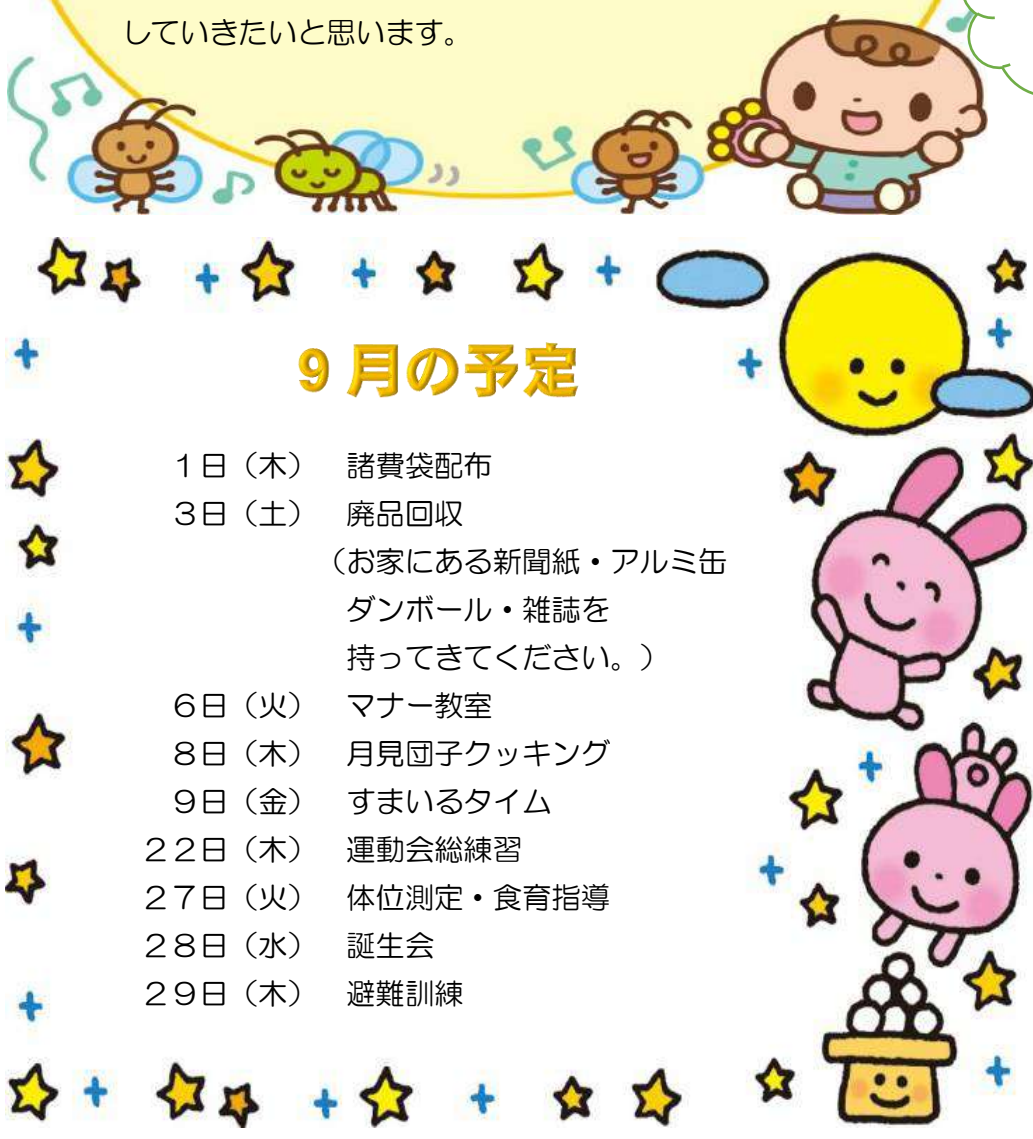 していきたいと思います。
9月の予定
1日（木）　諸費袋配布
3日（土）　廃品回収
（お家にある新聞紙・アルミ缶
ダンボール・雑誌を
持ってきてください。）
6日（火）　マナー教室
8日（木）　月見団子クッキング
9日（金）　すまいるタイム
22日（木）　運動会総練習
27日（火）　体位測定・食育指導
28日（水）　誕生会
29日（木）　避難訓練